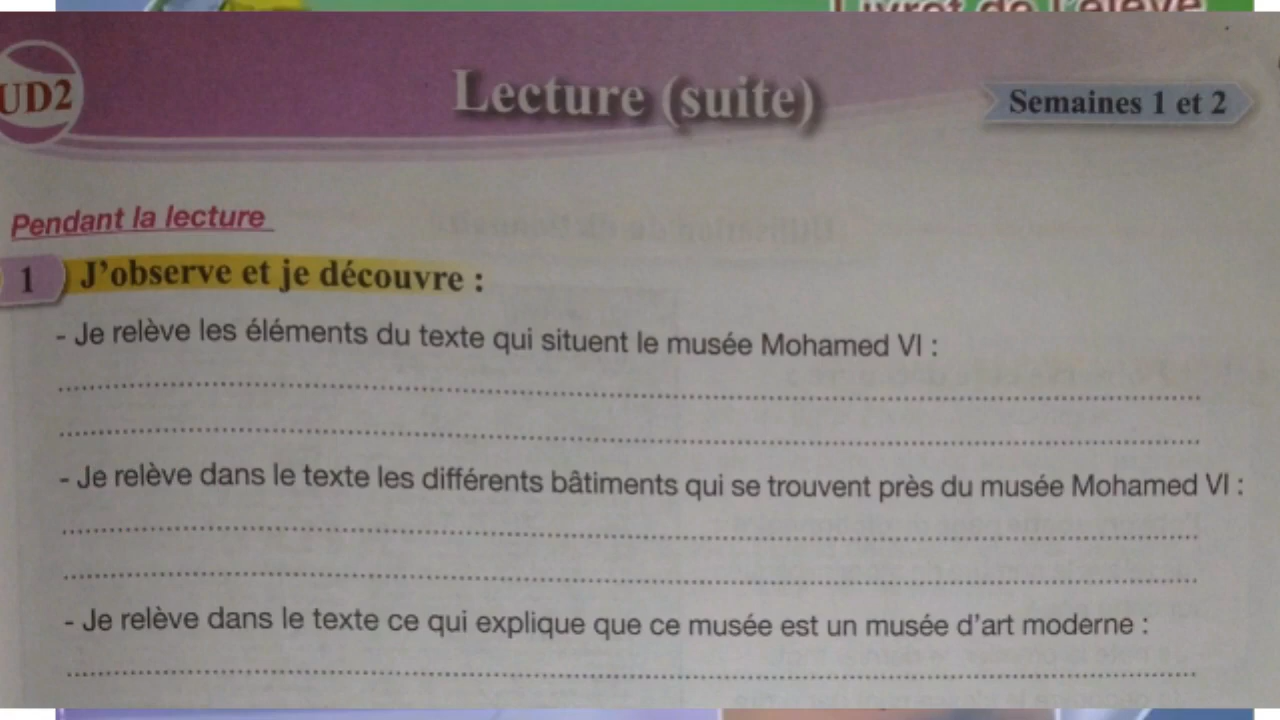 Livret de l'élève
UD2
Lecture (suite)
Semaines 1 et 2
Pendant la lecture
1 J'observe et je découvre :
- Je relève les éléments du texte qui situent le musée Mohamed VI :
- Je relève dans le texte les différents bâtiments qui se trouvent près du musée Mohamed VI :
- Je relève dans le texte ce qui explique que ce musée est un musée d'art moderne :